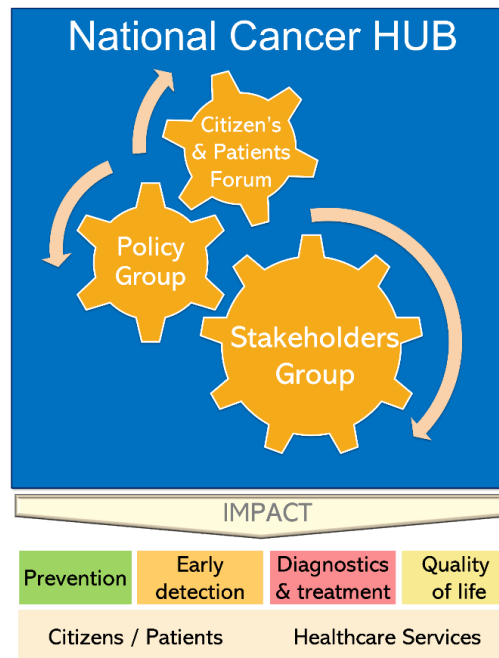 National Cancer HUB
Citizen's
& Patients
Forum
Policy
Group
Stakeholders
Group
IMPACT
Prevention
Early
detection
Diagnostics
& treatment
Quality
of life
Citizens / Patients
Healthcare Services